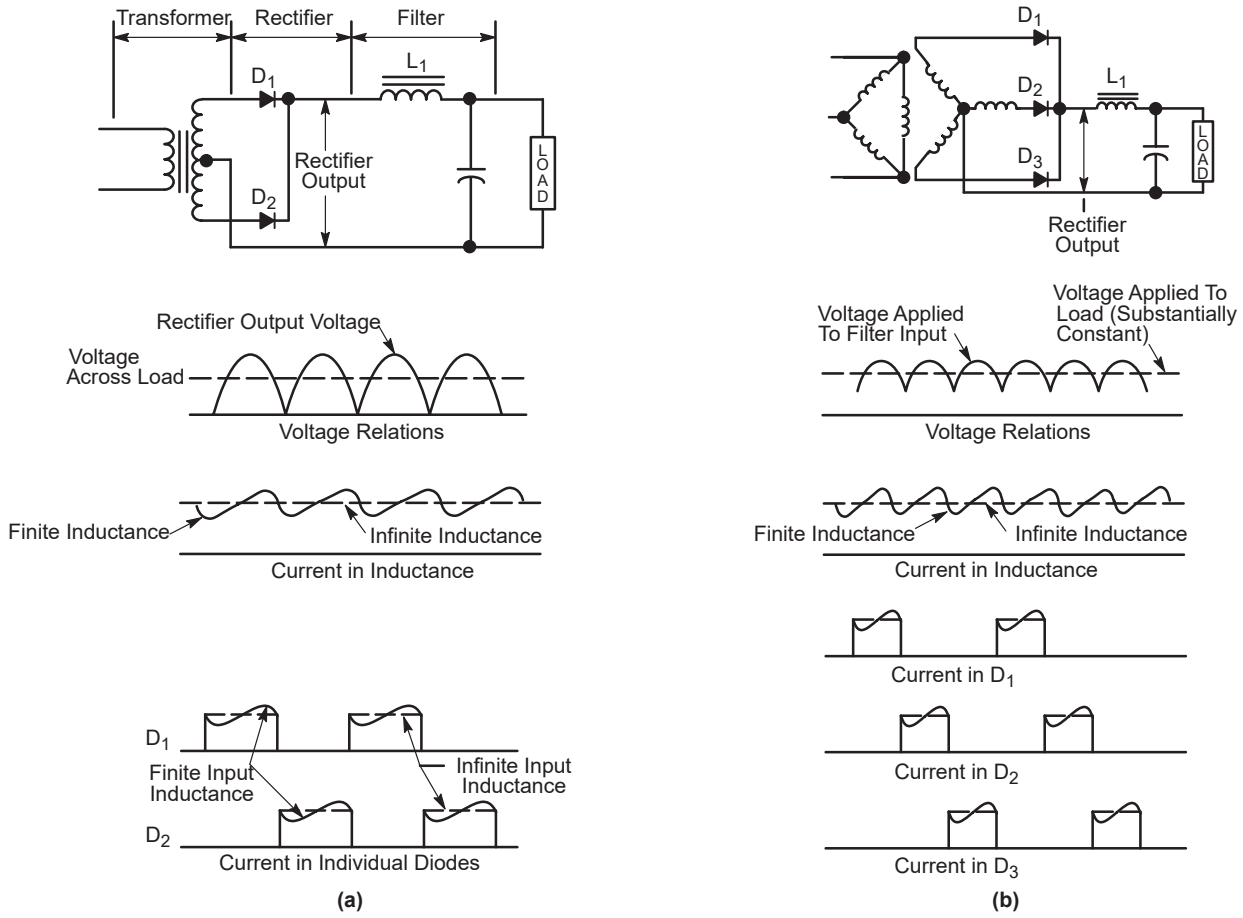 Transformer Rectifier Filter
D1
L1
Rectifier
Output
D2
LOAD
Rectifier Output Voltage
Voltage
Across Load
Voltage Relations
Finite Inductance
Infinite Inductance
Current in Inductance
D1
Finite Input
Inductance
Infinite Input
Inductance
D2
Current in Individual Diodes
(a)
D1
D2
L1
D3
LOAD
Rectifier
Output
Voltage Applied
To Filter Input
Voltage Applied To
Load (Substantially
Constant)
Voltage Relations
Finite Inductance
Infinite Inductance
Current in Inductance
Current in D1
Current in D2
Current in D3
(b)